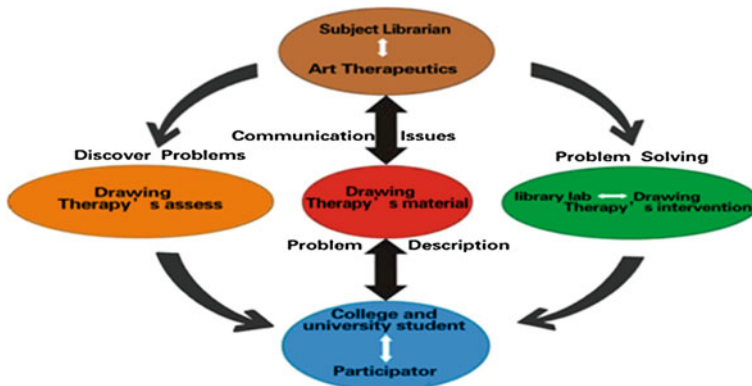 Subject Librarian
Art Therapeutics
Communication Issues
Discover Problems
Problem Solving
Drawing
Therapy's assess
Drawing
Therapy's material
library lab Drawing
Therapy's intervention
Problem Description
College and
university student
Participator